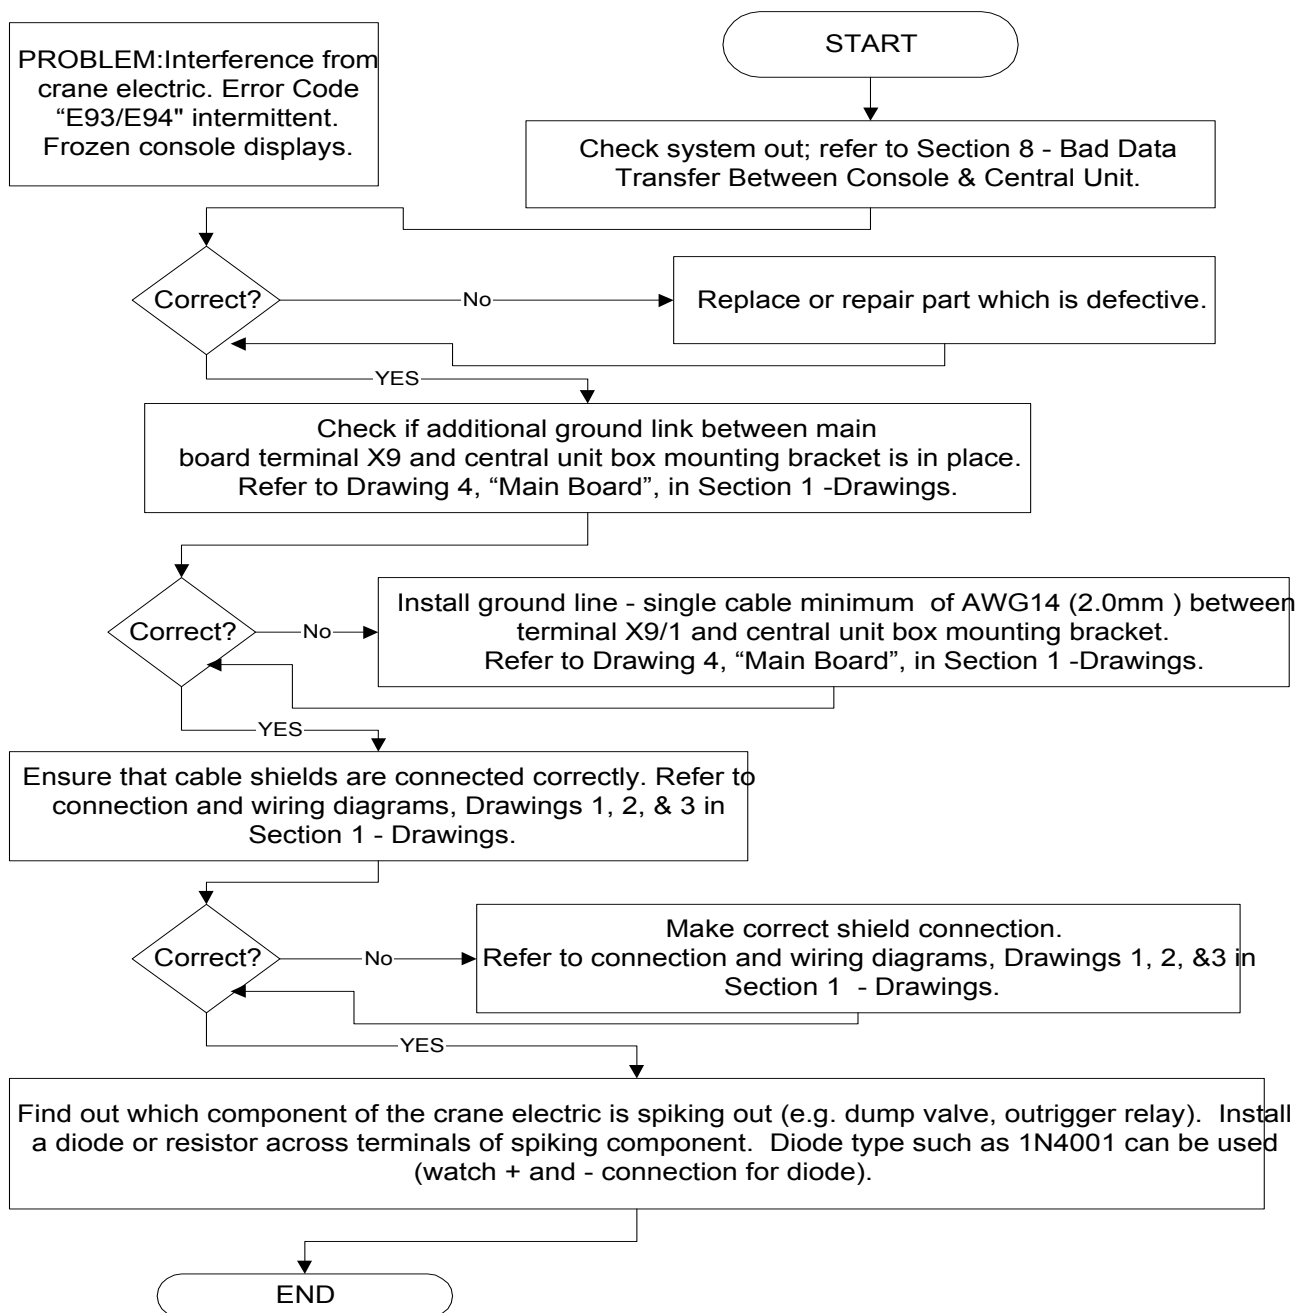 PROBLEM:Interference from
crane electric. Error Code
“E93/E94" intermittent.
Frozen console displays.
START
Check system out; refer to Section 8 - Bad Data
Transfer Between Console & Central Unit.
Correct?
No
Replace or repair part which is defective.
YES
Check if additional ground link between main
board terminal X9 and central unit box mounting bracket is in place.
Refer to Drawing 4, “Main Board”, in Section 1 -Drawings.
Correct?
No
Install ground line - single cable minimum  of AWG14 (2.0mm ) between
terminal X9/1 and central unit box mounting bracket.
Refer to Drawing 4, “Main Board”, in Section 1 -Drawings.
YES
Ensure that cable shields are connected correctly. Refer to
connection and wiring diagrams, Drawings 1, 2, & 3 in
Section 1 - Drawings.
Correct?
No
Make correct shield connection.
Refer to connection and wiring diagrams, Drawings 1, 2, &3 in
Section 1  - Drawings.
YES
Find out which component of the crane electric is spiking out (e.g. dump valve, outrigger relay).  Install
a diode or resistor across terminals of spiking component.  Diode type such as 1N4001 can be used
(watch + and - connection for diode).
END